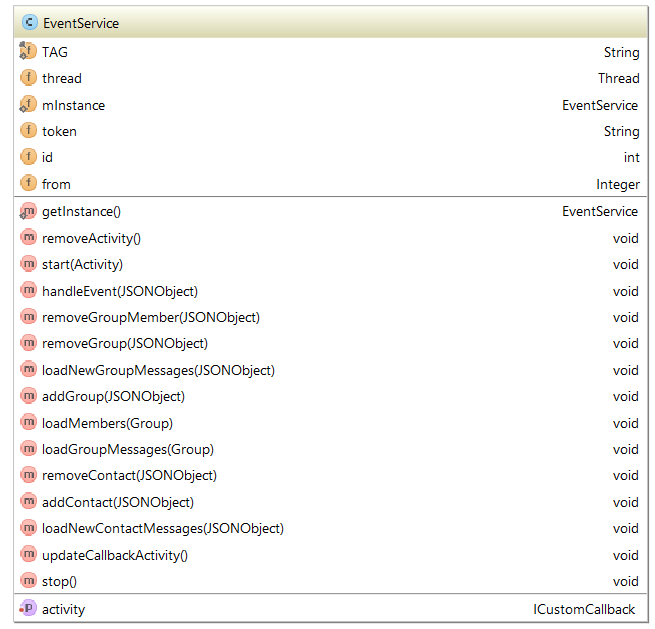 C EventService
f TAG String
f thread Thread
f mInstance EventService
f token String
f id int
f from Integer
m getInstance() EventService
m removeActivity() void
m start(Activity) void
m handleEvent(JSONObject) void
m removeGroupMember(JSONObject) void
m removeGroup(JSONObject) void
m loadNewGroupMessages(JSONObject) void
m addGroup(JSONObject) void
m loadMembers(Group) void
m loadGroupMessages(Group) void
m removeContact(JSONObject) void
m addContact(JSONObject) void
m loadNewContactMessages(JSONObject) void
m updateCallbackActivity() void
m stop() void
P activity ICustomCallback